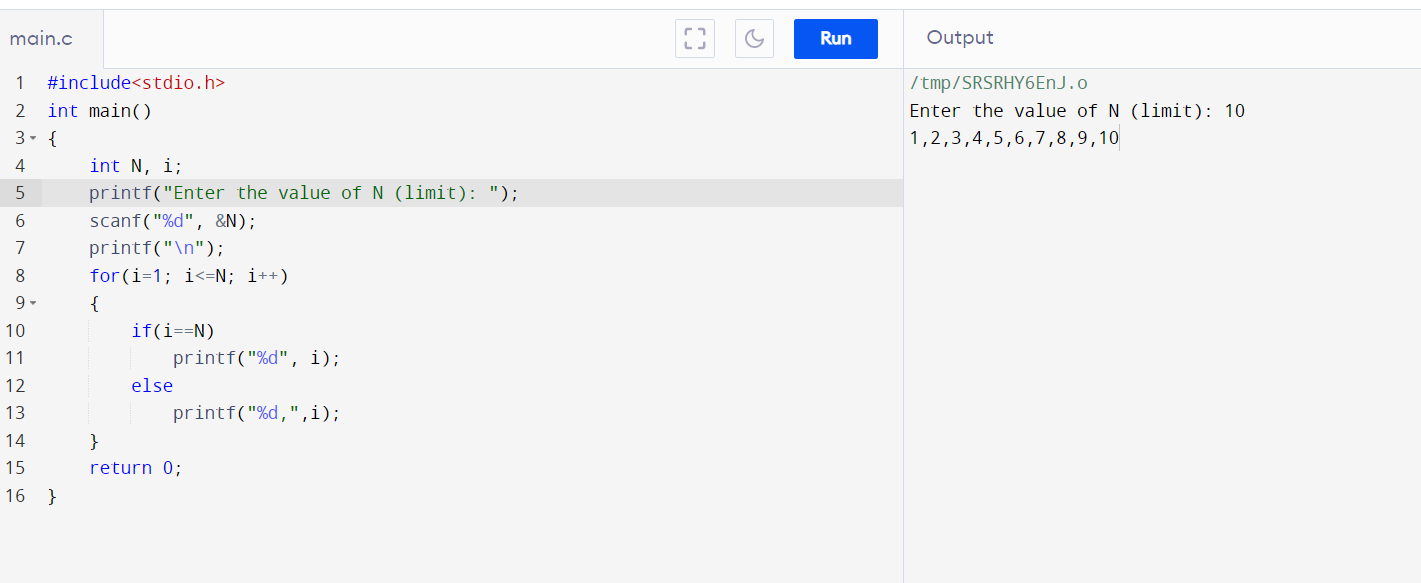 main.c
Run
Output
1 #include<stdio.h>
2 int main()
3 {
4     int N, i;
5     printf("Enter the value of N (limit): ");
6     scanf("%d", &N);
7     printf("\n");
8     for(i=1; i<=N; i++)
9     {
10         if(i==N)
11             printf("%d", i);
12         else
13             printf("%d,",i);
14     }
15     return 0;
16 }
/tmp/SRSRHY6EnJ.o
Enter the value of N (limit): 10
1,2,3,4,5,6,7,8,9,10